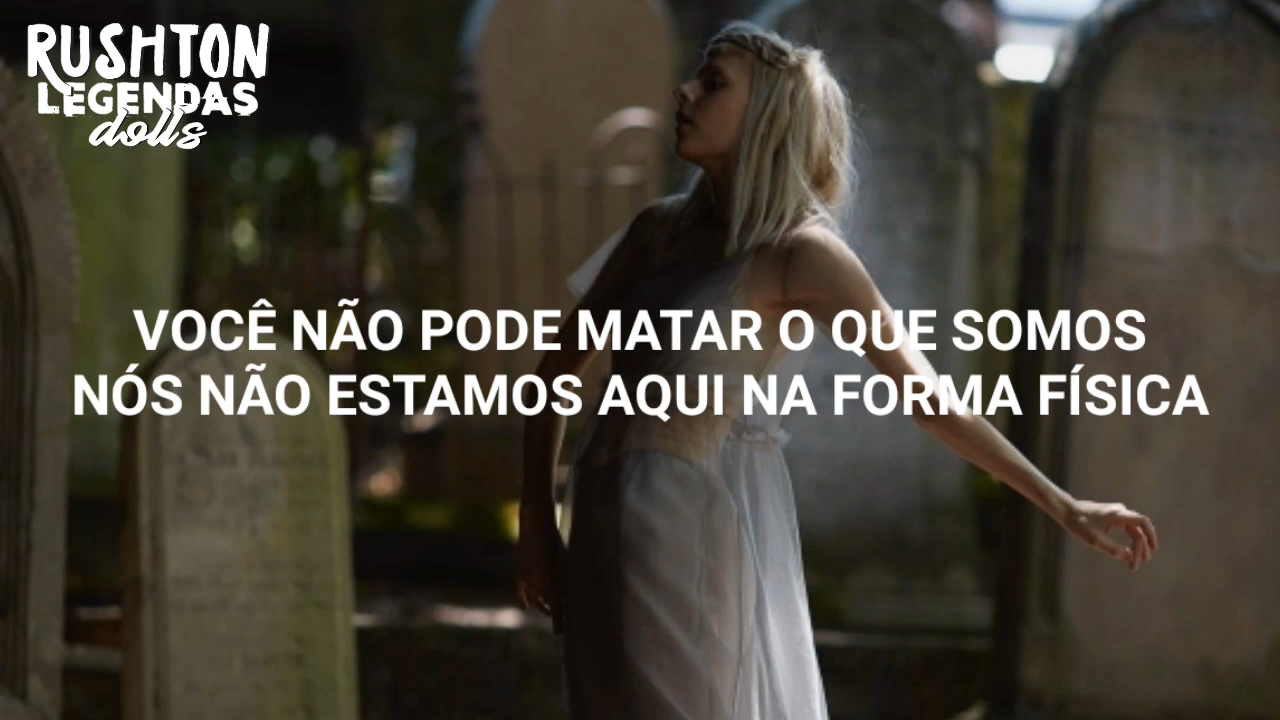 RUSHTON
LEGENDAS
dolls
VOCÊ NÃO PODE MATAR O QUE SOMOS
NÓS NÃO ESTAMOS AQUI NA FORMA FÍSICA